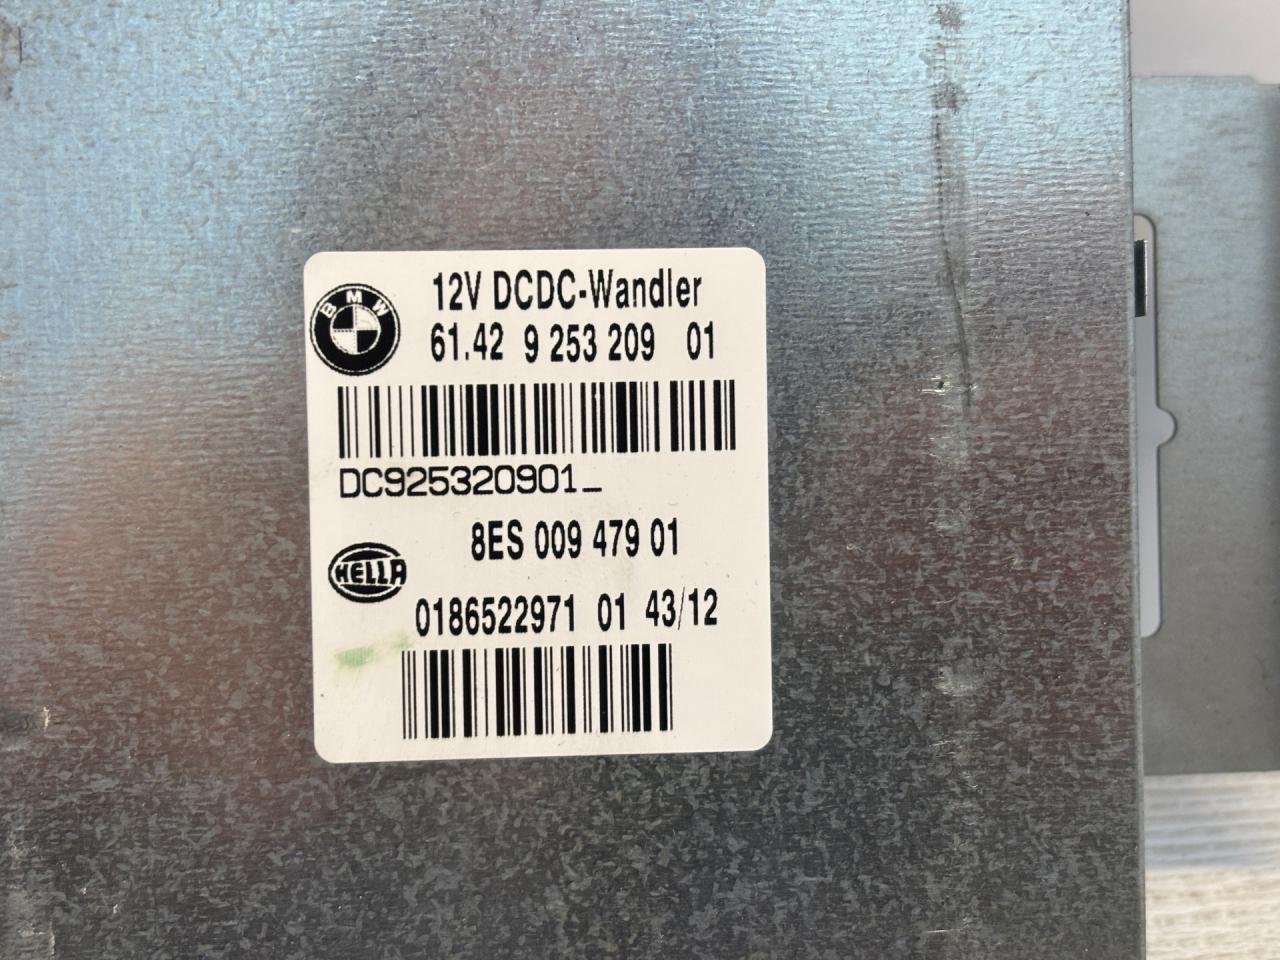 BMW
12V DCDC-Wandler
61.42 9 253 209 01
DC925320901_
8ES 009 479 01
HELLA
0186522971 01 43/12